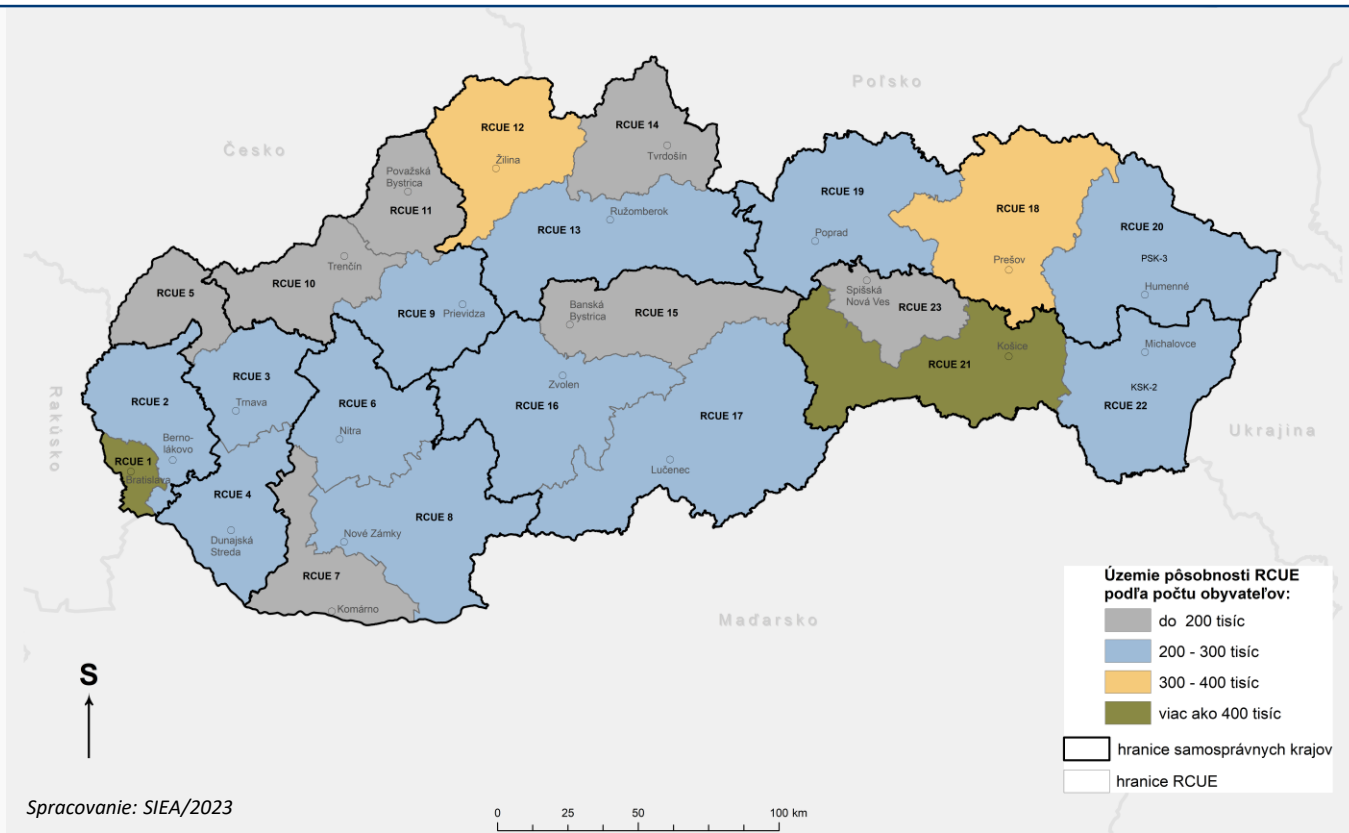 Poľsko
Česko
Rakúsko
Maďarsko
Ukrajina
RCUE 12
Žilina
RCUE 14
Tvrdošín
Považská
Bystrica
RCUE 11
RCUE 13
Ružomberok
RCUE 19
Poprad
RCUE 18
Prešov
RCUE 20
PSK-3
Humenné
RCUE 5
RCUE 10
Trenčín
RCUE 9
Prievidza
Banská
Bystrica
RCUE 15
Spišská
Nová Ves
RCUE 23
RCUE 21
Košice
Michalovce
KSK-2
RCUE 22
RCUE 2
Berno-
lákovo
RCUE 3
Trnava
RCUE 6
Nitra
Zvolen
RCUE 16
RCUE 17
Lučenec
RCUE 1
Bratislava
RCUE 4
Dunajská
Streda
RCUE 8
Nové Zámky
RCUE 7
Komárno
Územie pôsobnosti RCUE
podľa počtu obyvateľov:
do 200 tisíc
200 - 300 tisíc
300 - 400 tisíc
viac ako 400 tisíc
hranice samosprávnych krajov
hranice RCUE
S
Spracovanie: SIEA/2023
0 25 50 100 km